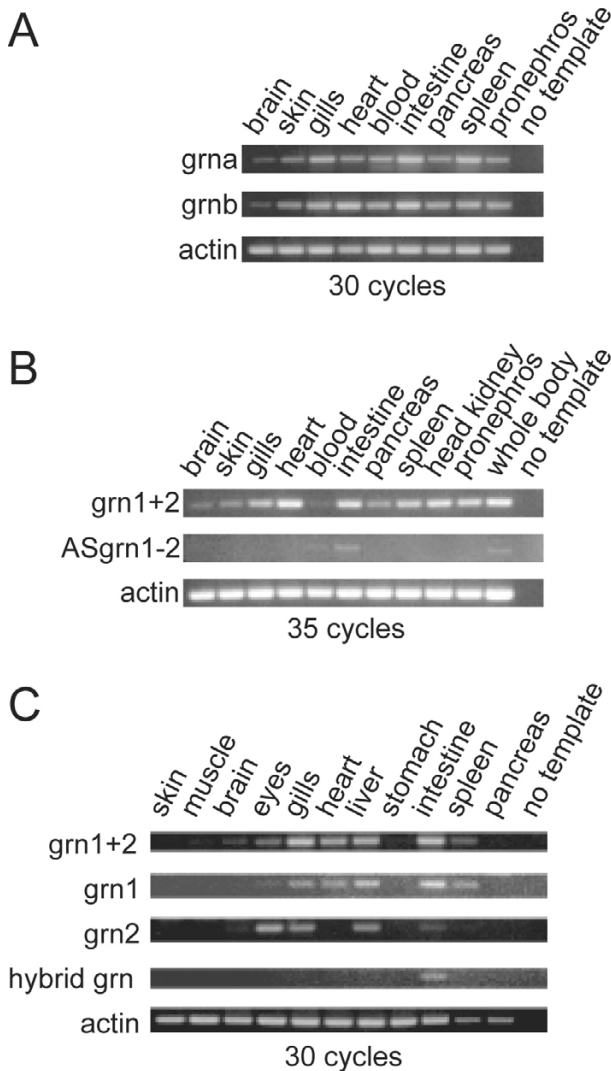 A
brain skin gills heart blood intestine pancreas spleen pronephros no template
grna
grnb
actin
30 cycles
B
brain skin gills heart blood intestine pancreas spleen head kidney pronephros whole body no template
grn1+2
ASgrn1-2
actin
35 cycles
C
skin muscle brain eyes gills heart liver stomach intestine spleen pancreas no template
grn1+2
grn1
grn2
hybrid grn
actin
30 cycles